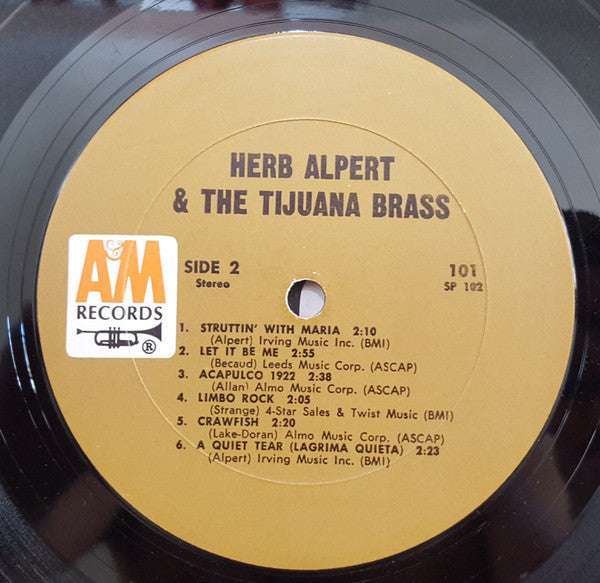 HERB ALPERT
& THE TIJUANA BRASS
A&M
RECORDS
®
SIDE 2
Stereo
101
SP 102
1. STRUTTIN' WITH MARIA 2:10
(Alpert) Irving Music Inc. (BMI)
2. LET IT BE ME 2:55
(Becaud) Leeds Music Corp. (ASCAP)
3. ACAPULCO 1922 2:38
(Allan) Almo Music Corp. (ASCAP)
4. LIMBO ROCK 2:05
(Strange) 4-Star Sales & Twist Music (BMI)
5. CRAWFISH 2:20
(Lake-Doran) Almo Music Corp. (ASCAP)
6. A QUIET TEAR (LAGRIMA QUIETA) 2:23
(Alpert) Irving Music Inc. (BMI)